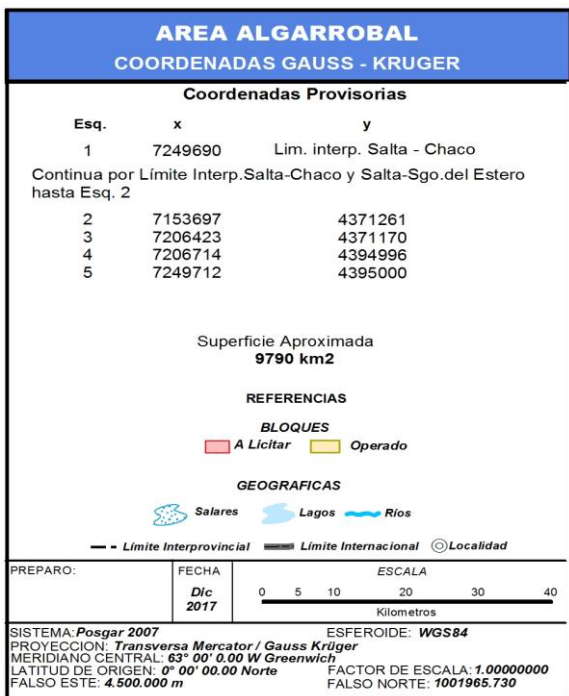 AREA ALGARROBAL
COORDENADAS GAUSS - KRUGER
Coordenadas Provisorias
Esq. x y
1 7249690 Lim. interp. Salta - Chaco
Continua por Límite Interp.Salta-Chaco y Salta-Sgo.del Estero
hasta Esq. 2
2 7153697 4371261
3 7206423 4371170
4 7206714 4394996
5 7249712 4395000
Superficie Aproximada
9790 km2
REFERENCIAS
BLOQUES
A Licitar Operado
GEOGRAFICAS
Salares Lagos Ríos
Límite Interprovincial Límite Internacional Localidad
PREPARO: FECHA ESCALA
Dic
2017
0 5 10 20 30 40
Kilometros
SISTEMA: Posgar 2007 ESFEROIDE: WGS84
PROYECCION: Transversa Mercator / Gauss Krüger
MERIDIANO CENTRAL: 63° 00' 0.00 W Greenwich
LATITUD DE ORIGEN: 0° 00' 00.00 Norte FACTOR DE ESCALA: 1.00000000
FALSO ESTE: 4.500.000 m FALSO NORTE: 1001965.730